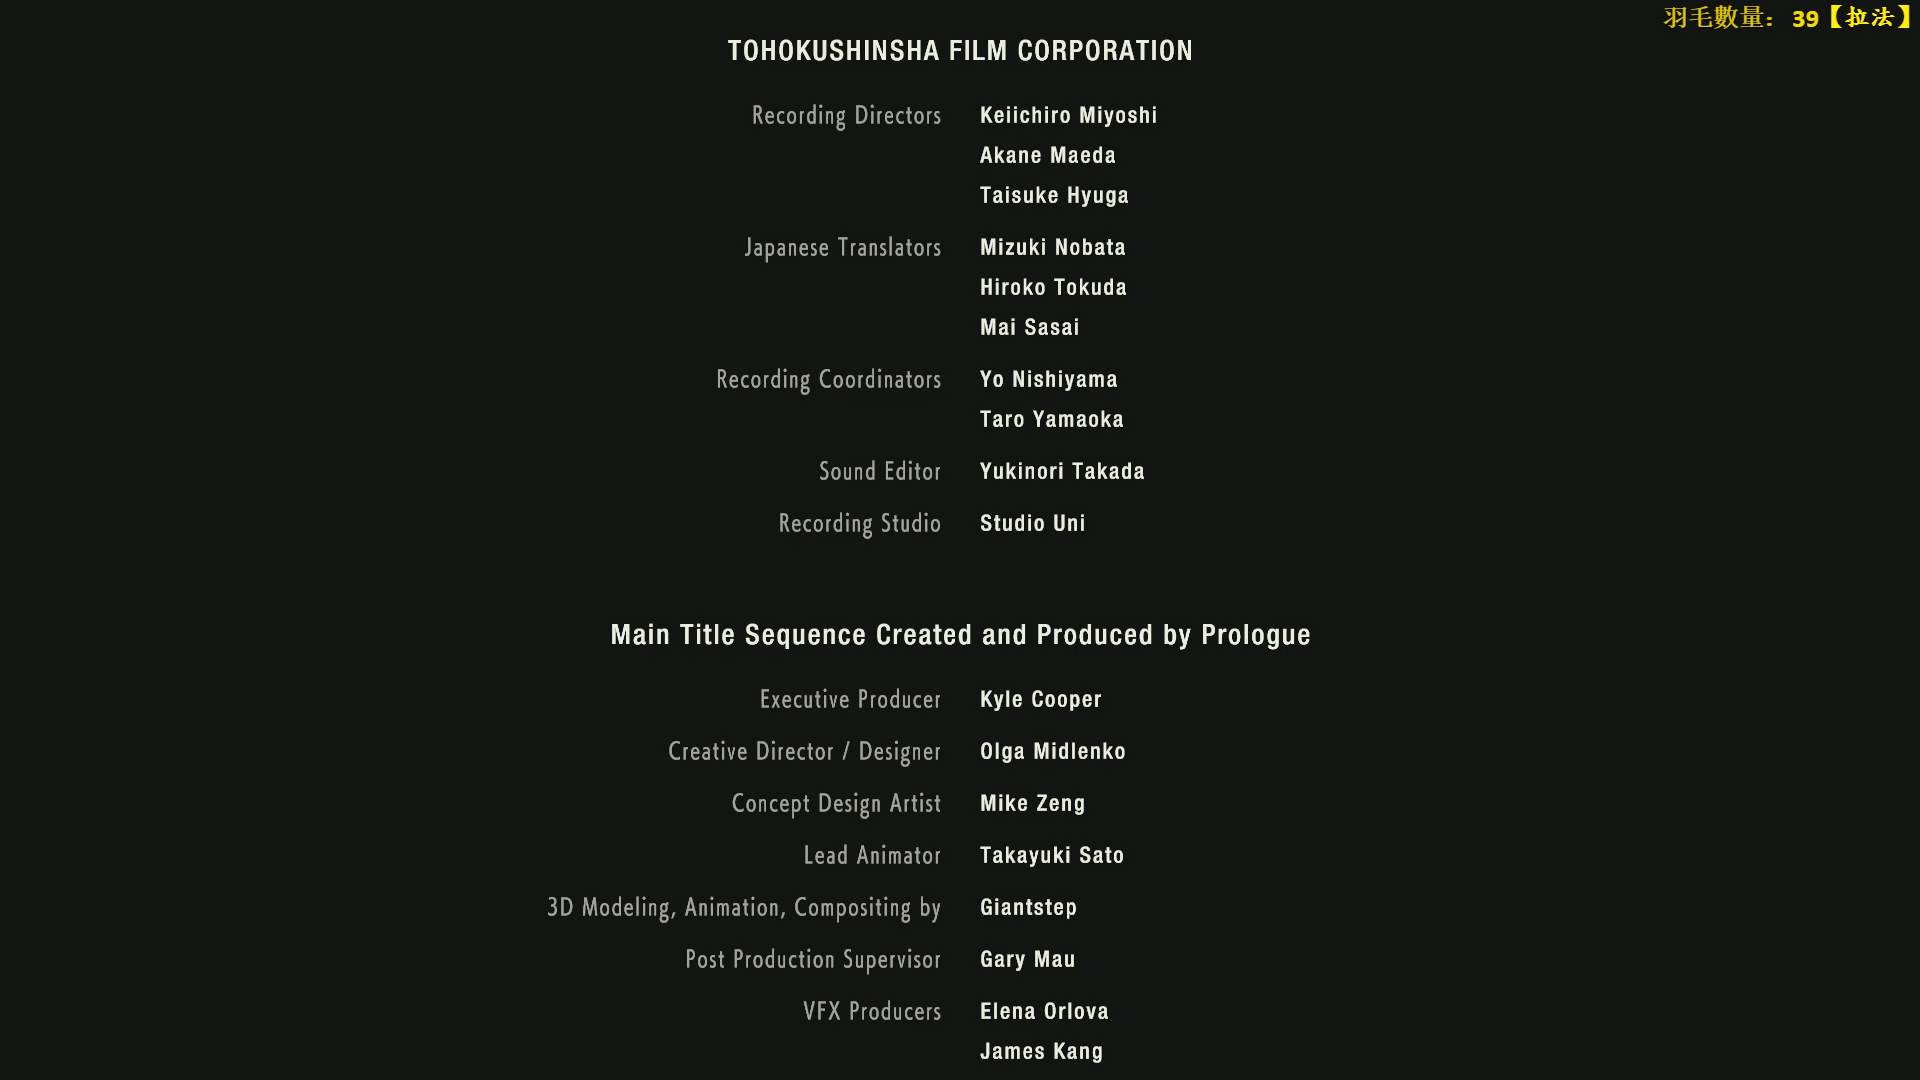 羽毛數量： 39【拉法】
TOHOKUSHINSHA FILM CORPORATION
Recording Directors Keiichiro Miyoshi
Akane Maeda
Taisuke Hyuga
Japanese Translators Mizuki Nobata
Hiroko Tokuda
Mai Sasai
Recording Coordinators Yo Nishiyama
Taro Yamaoka
Sound Editor Yukinori Takada
Recording Studio Studio Uni
Main Title Sequence Created and Produced by Prologue
Executive Producer Kyle Cooper
Creative Director / Designer Olga Midlenko
Concept Design Artist Mike Zeng
Lead Animator Takayuki Sato
3D Modeling, Animation, Compositing by Giantstep
Post Production Supervisor Gary Mau
VFX Producers Elena Orlova
James Kang